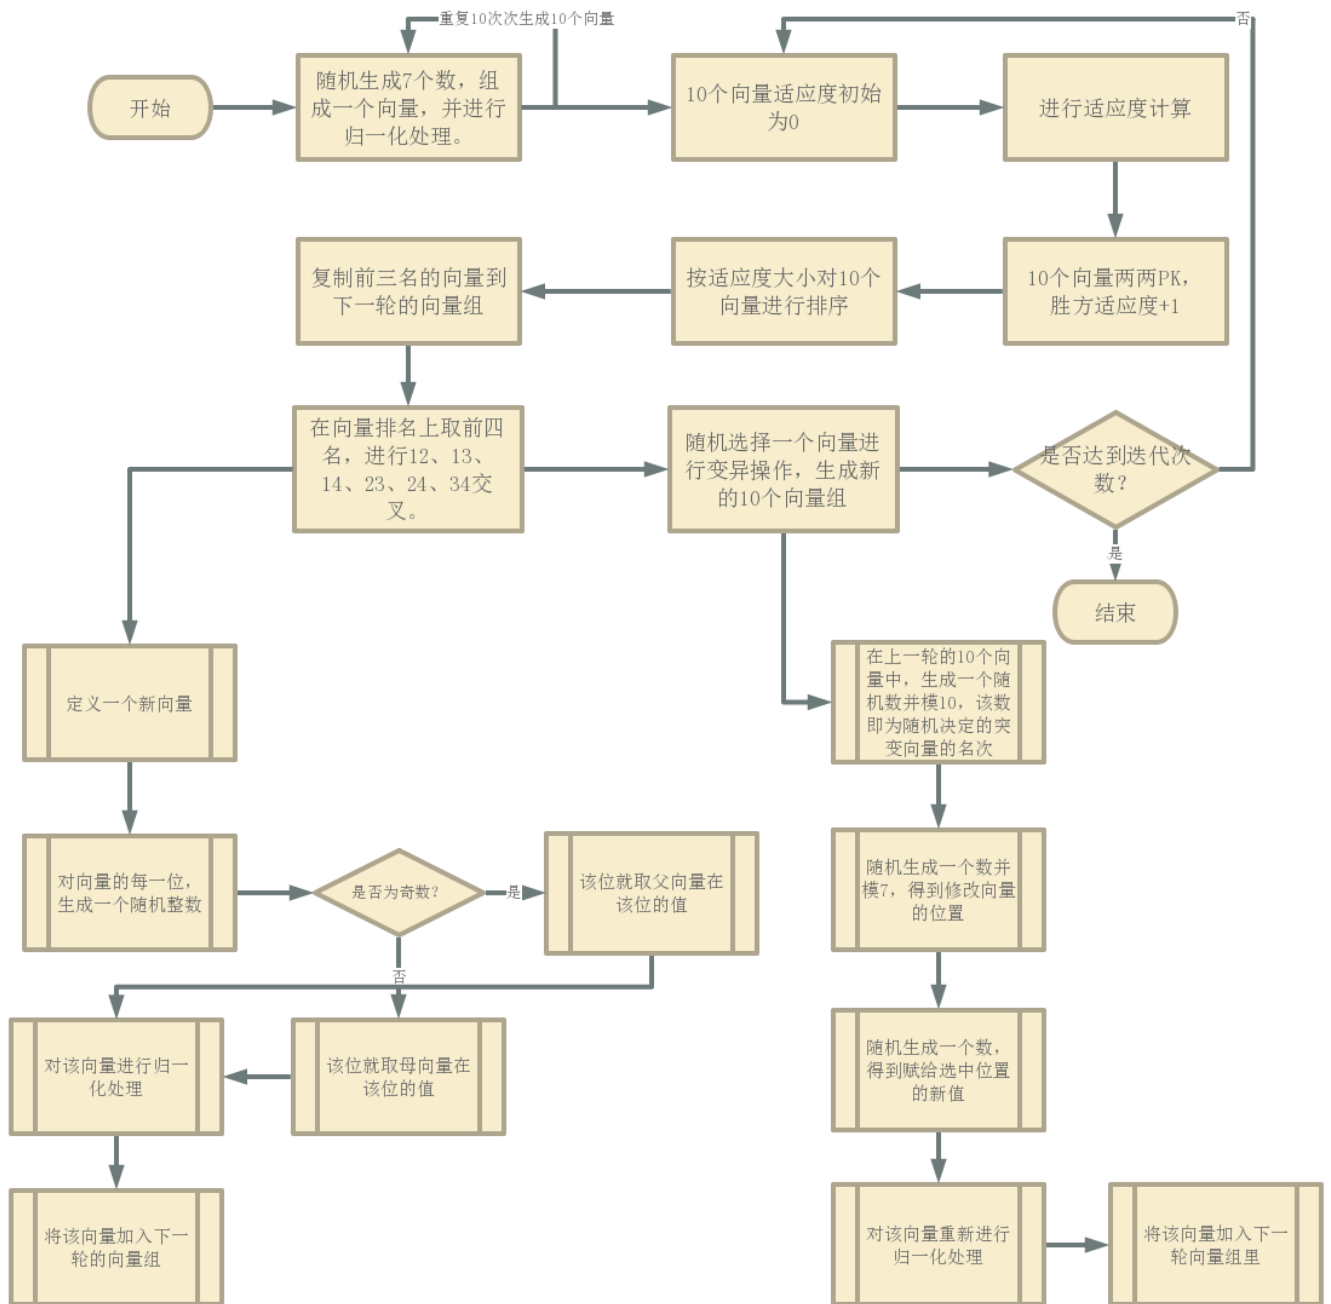 重复10次次生成10个向量
否
开始
随机生成7个数，组
成一个向量，并进行
归一化处理。
10个向量适应度初始
为0
进行适应度计算
复制前三名的向量到
下一轮的向量组
按适应度大小对10个
向量进行排序
10个向量两两PK，
胜方适应度+1
在向量排名上取前四
名，进行12、13、
14、23、24、34交
叉。
随机选择一个向量进
行变异操作，生成新
的10个向量组
是否达到迭代次
数？
是
结束
定义一个新向量
在上一轮的10个向
量中，生成一个随
机数并模10，该数
即为随机决定的突
变向量的名次
对向量的每一位，
生成一个随机整数
是否为奇数？
是
该位就取父向量在
该位的值
随机生成一个数并
模7，得到修改向量
的位置
否
对该向量进行归一
化处理
该位就取母向量在
该位的值
随机生成一个数，
得到赋给选中位置
的新值
将该向量加入下一
轮的向量组
对该向量重新进行
归一化处理
将该向量加入下一
轮向量组里